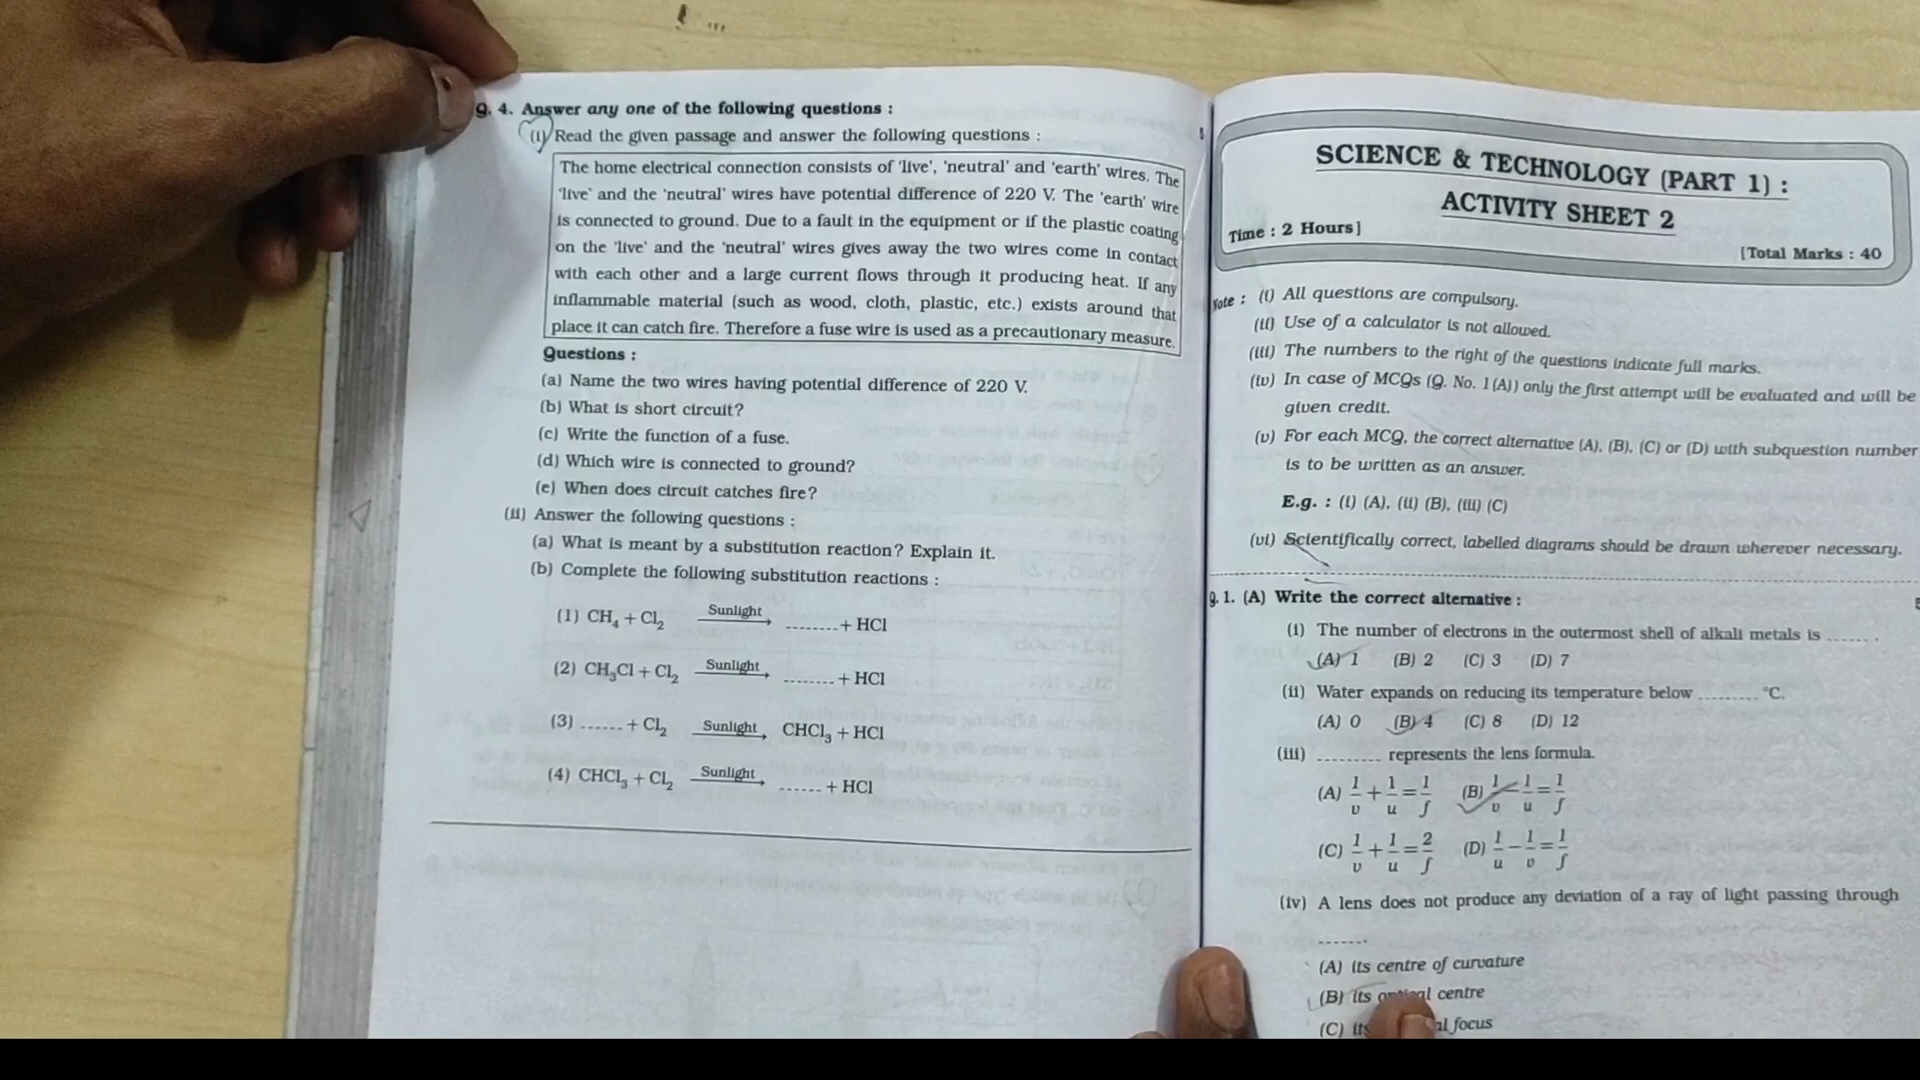 Q. 4. Answer any one of the following questions : 5
(i) Read the given passage and answer the following questions :
The home electrical connection consists of 'live', 'neutral' and 'earth' wires. The
'live' and the 'neutral' wires have potential difference of 220 V. The 'earth' wire
is connected to ground. Due to a fault in the equipment or if the plastic coating
on the 'live' and the 'neutral' wires gives away the two wires come in contact
with each other and a large current flows through it producing heat. If any
inflammable material (such as wood, cloth, plastic, etc.) exists around that
place it can catch fire. Therefore a fuse wire is used as a precautionary measure.
Questions :
(a) Name the two wires having potential difference of 220 V.
(b) What is short circuit?
(c) Write the function of a fuse.
(d) Which wire is connected to ground?
(e) When does circuit catches fire?
(ii) Answer the following questions :
(a) What is meant by a substitution reaction? Explain it.
(b) Complete the following substitution reactions :
(1) CH₄ + Cl₂ Sunlight→ ........ + HCl
(2) CH₃Cl + Cl₂ Sunlight→ ........ + HCl
(3) ...... + Cl₂ Sunlight→ CHCl₃ + HCl
(4) CHCl₃ + Cl₂ Sunlight→ ...... + HCl
SCIENCE & TECHNOLOGY (PART 1) :
ACTIVITY SHEET 2
Time : 2 Hours]
[Total Marks : 40
Note : (i) All questions are compulsory.
(ii) Use of a calculator is not allowed.
(iii) The numbers to the right of the questions indicate full marks.
(iv) In case of MCQs (Q. No. 1 (A)) only the first attempt will be evaluated and will be
given credit.
(v) For each MCQ, the correct alternative (A), (B), (C) or (D) with subquestion number
is to be written as an answer.
E.g. : (i) (A), (ii) (B), (iii) (C)
(vi) Scientifically correct, labelled diagrams should be drawn wherever necessary.
Q. 1. (A) Write the correct alternative : 5
(i) The number of electrons in the outermost shell of alkali metals is ...... .
(A) 1 (B) 2 (C) 3 (D) 7
(ii) Water expands on reducing its temperature below ........ °C.
(A) 0 (B) 4 (C) 8 (D) 12
(iii) ......... represents the lens formula.
(A) 1/v + 1/u = 1/f (B) 1/v − 1/u = 1/f
(C) 1/v + 1/u = 2/f (D) 1/u − 1/v = 1/f
(iv) A lens does not produce any deviation of a ray of light passing through
.......
(A) its centre of curvature
(B) its optical centre
(C) its focus